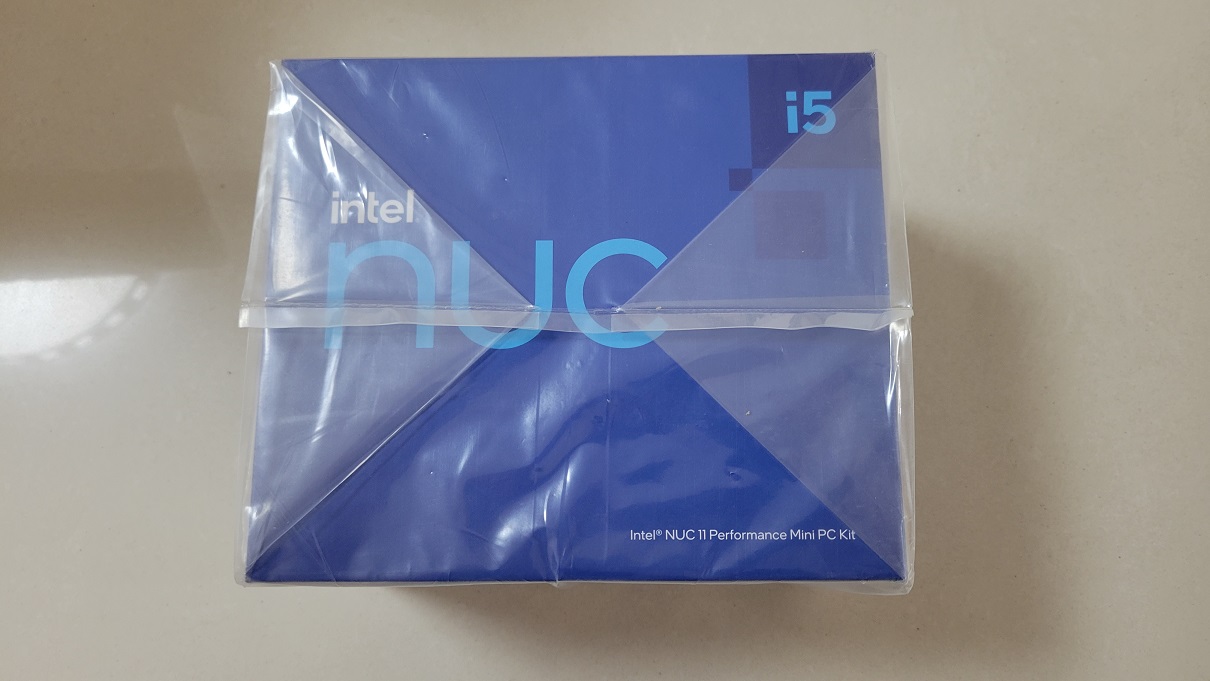 i5
intel
nuc
Intel® NUC 11 Performance Mini PC Kit